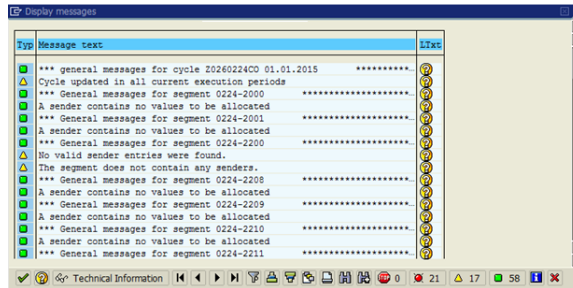 Display messages
Typ Message text LTxt
*** general messages for cycle Z0260224CO 01.01.2015 **********…
Cycle updated in all current execution periods
*** General messages for segment 0224-2000 ********************…
A sender contains no values to be allocated
*** General messages for segment 0224-2001 ********************…
A sender contains no values to be allocated
*** General messages for segment 0224-2200 ********************…
No valid sender entries were found.
The segment does not contain any senders.
*** General messages for segment 0224-2208 ********************…
A sender contains no values to be allocated
*** General messages for segment 0224-2209 ********************…
A sender contains no values to be allocated
*** General messages for segment 0224-2210 ********************…
A sender contains no values to be allocated
*** General messages for segment 0224-2211 ********************…
Technical Information 0 21 17 58